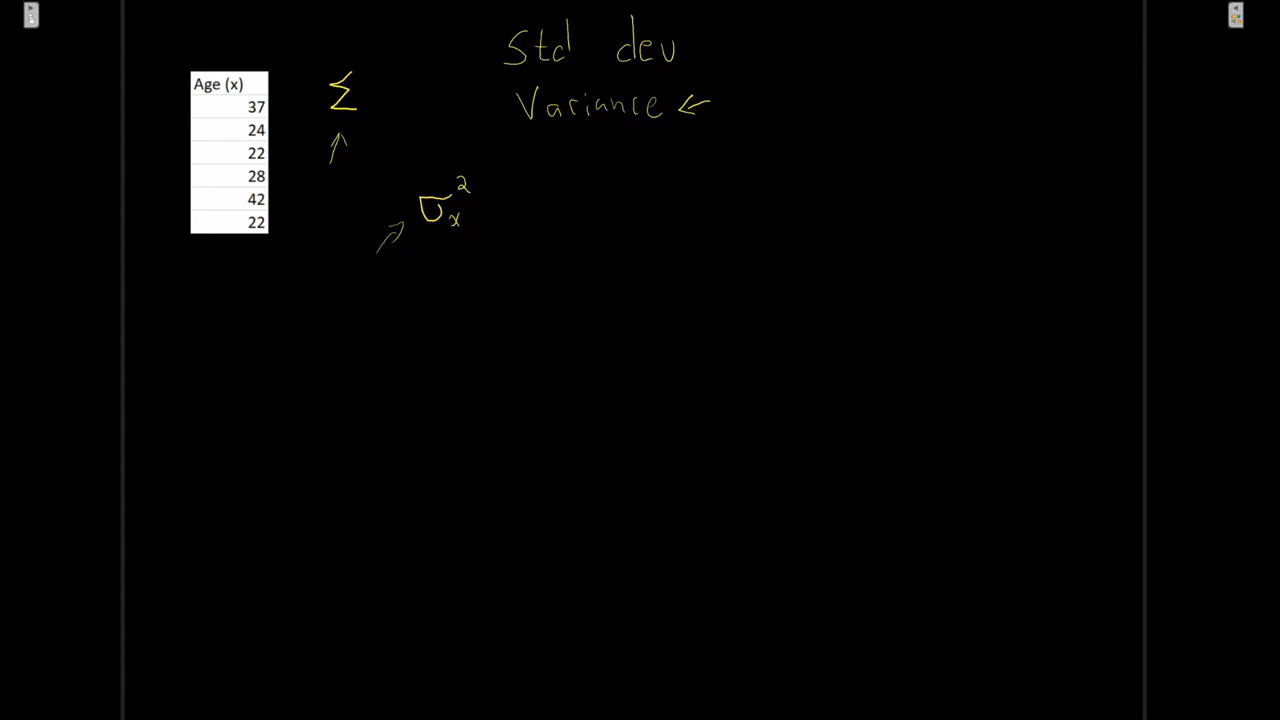 Std dev
Variance ←
Age (x)
37
24
22
28
42
22
Σ
↑
σₓ²